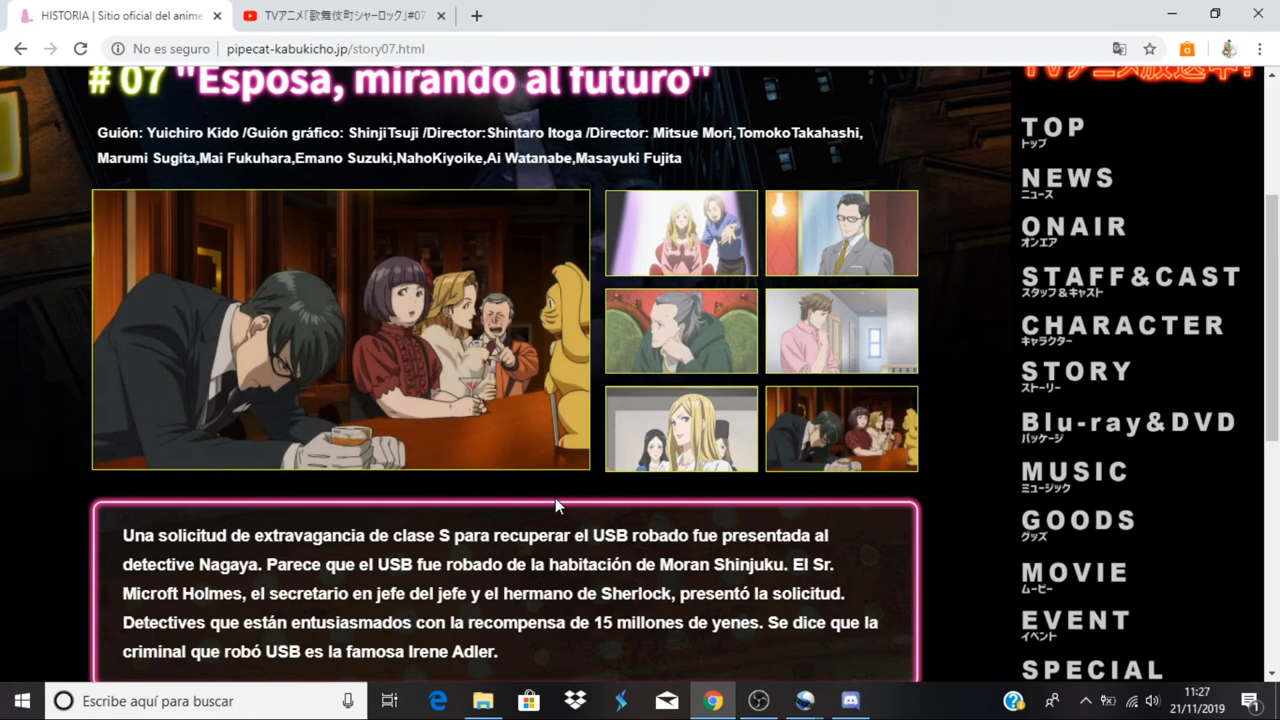 HISTORIA | Sitio oficial del anime
TVアニメ「歌舞伎町シャーロック」#07
No es seguro
pipecat-kabukicho.jp/story07.html
# 07 "Esposa, mirando al futuro"
Guión: Yuichiro Kido /Guión gráfico: ShinjiTsuji /Director:Shintaro Itoga /Director: Mitsue Mori,TomokoTakahashi,
Marumi Sugita,Mai Fukuhara,Emano Suzuki,NahoKiyoike,Ai Watanabe,Masayuki Fujita
Una solicitud de extravagancia de clase S para recuperar el USB robado fue presentada al
detective Nagaya. Parece que el USB fue robado de la habitación de Moran Shinjuku. El Sr.
Microft Holmes, el secretario en jefe del jefe y el hermano de Sherlock, presentó la solicitud.
Detectives que están entusiasmados con la recompensa de 15 millones de yenes. Se dice que la
criminal que robó USB es la famosa Irene Adler.
TVアニメ放送中!
TOP
トップ
NEWS
ニュース
ONAIR
オンエア
STAFF&CAST
スタッフ&キャスト
CHARACTER
キャラクター
STORY
ストーリー
Blu-ray&DVD
パッケージ
MUSIC
ミュージック
GOODS
グッズ
MOVIE
ムービー
EVENT
イベント
SPECIAL
Escribe aquí para buscar
11:27
21/11/2019
1